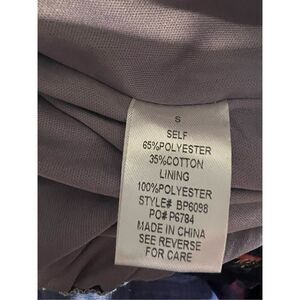 S
SELF
65%POLYESTER
35%COTTON
LINING
100%POLYESTER
STYLE# BP6098
PO# P6784
MADE IN CHINA
SEE REVERSE
FOR CARE